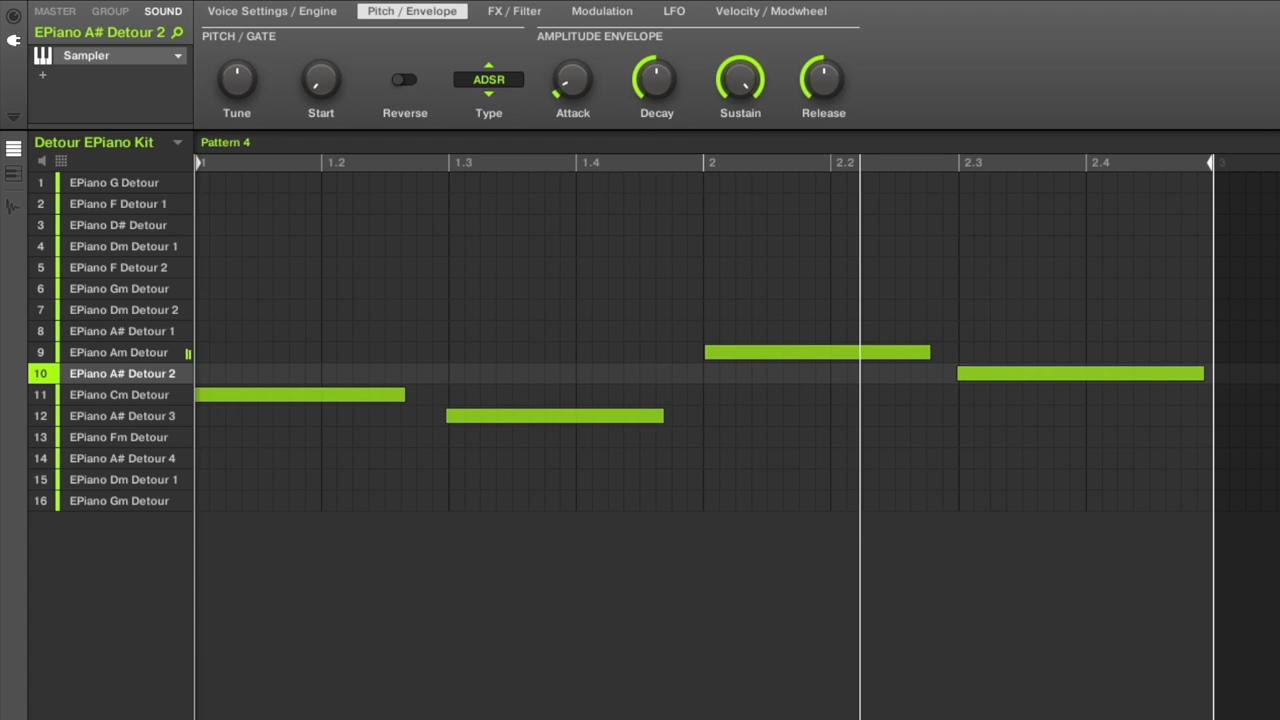 MASTER GROUP SOUND
EPiano A# Detour 2
Sampler
+
Voice Settings / Engine Pitch / Envelope FX / Filter Modulation LFO Velocity / Modwheel
PITCH / GATE AMPLITUDE ENVELOPE
ADSR
Tune Start Reverse Type Attack Decay Sustain Release
Detour EPiano Kit
Pattern 4
1 1.2 1.3 1.4 2 2.2 2.3 2.4 3
1 EPiano G Detour
2 EPiano F Detour 1
3 EPiano D# Detour
4 EPiano Dm Detour 1
5 EPiano F Detour 2
6 EPiano Gm Detour
7 EPiano Dm Detour 2
8 EPiano A# Detour 1
9 EPiano Am Detour
10 EPiano A# Detour 2
11 EPiano Cm Detour
12 EPiano A# Detour 3
13 EPiano Fm Detour
14 EPiano A# Detour 4
15 EPiano Dm Detour 1
16 EPiano Gm Detour